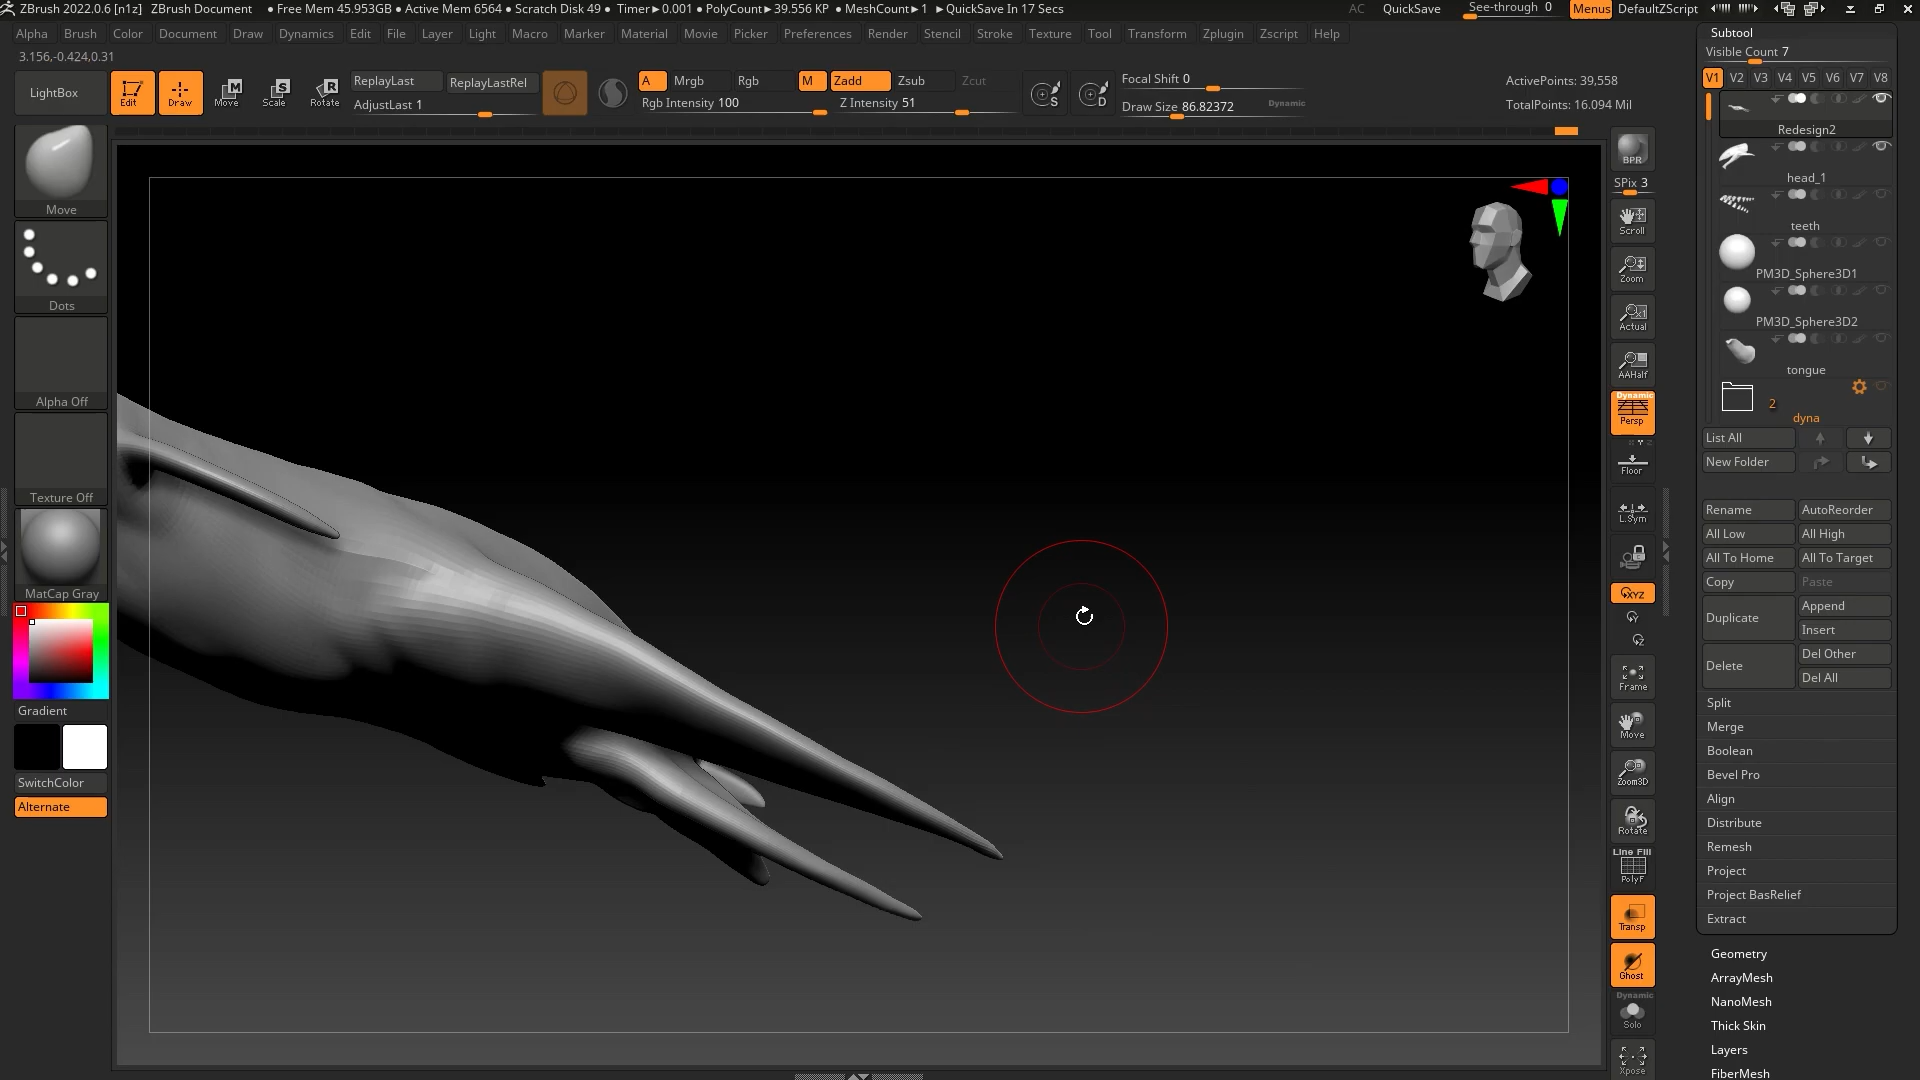 ZBrush 2022.0.6 [n1z] ZBrush Document ● Free Mem 45.953GB ● Active Mem 6564 ● Scratch Disk 49 ● Timer►0.001 ● PolyCount►39.556 KP ● MeshCount►1 ►QuickSave In 17 Secs AC QuickSave See-through 0 Menus DefaultZScript
Alpha Brush Color Document Draw Dynamics Edit File Layer Light Macro Marker Material Movie Picker Preferences Render Stencil Stroke Texture Tool Transform Zplugin Zscript Help
3.156,-0.424,0.31
LightBox
Edit
Draw
Move
Scale
Rotate
ReplayLast
ReplayLastRel
AdjustLast 1
A
Mrgb
Rgb
M
Zadd
Zsub
Zcut
Rgb Intensity 100
Z Intensity 51
S
D
Focal Shift 0
Draw Size 86.82372
Dynamic
ActivePoints: 39,558
TotalPoints: 16.094 Mil
Move
Dots
Alpha Off
Texture Off
MatCap Gray
Gradient
SwitchColor
Alternate
BPR
SPix 3
Scroll
Zoom
Actual
AAHalf
Dynamic
Persp
Floor
L.Sym
XYZ
Y
Z
Frame
Move
Zoom3D
Rotate
Line Fill
PolyF
Transp
Ghost
Dynamic
Solo
Xpose
Subtool
Visible Count 7
V1 V2 V3 V4 V5 V6 V7 V8
Redesign2
head_1
teeth
PM3D_Sphere3D1
PM3D_Sphere3D2
tongue
2
dyna
List All
New Folder
Rename AutoReorder
All Low All High
All To Home All To Target
Copy Paste
Duplicate Append
Insert
Delete Del Other
Del All
Split
Merge
Boolean
Bevel Pro
Align
Distribute
Remesh
Project
Project BasRelief
Extract
Geometry
ArrayMesh
NanoMesh
Thick Skin
Layers
FiberMesh